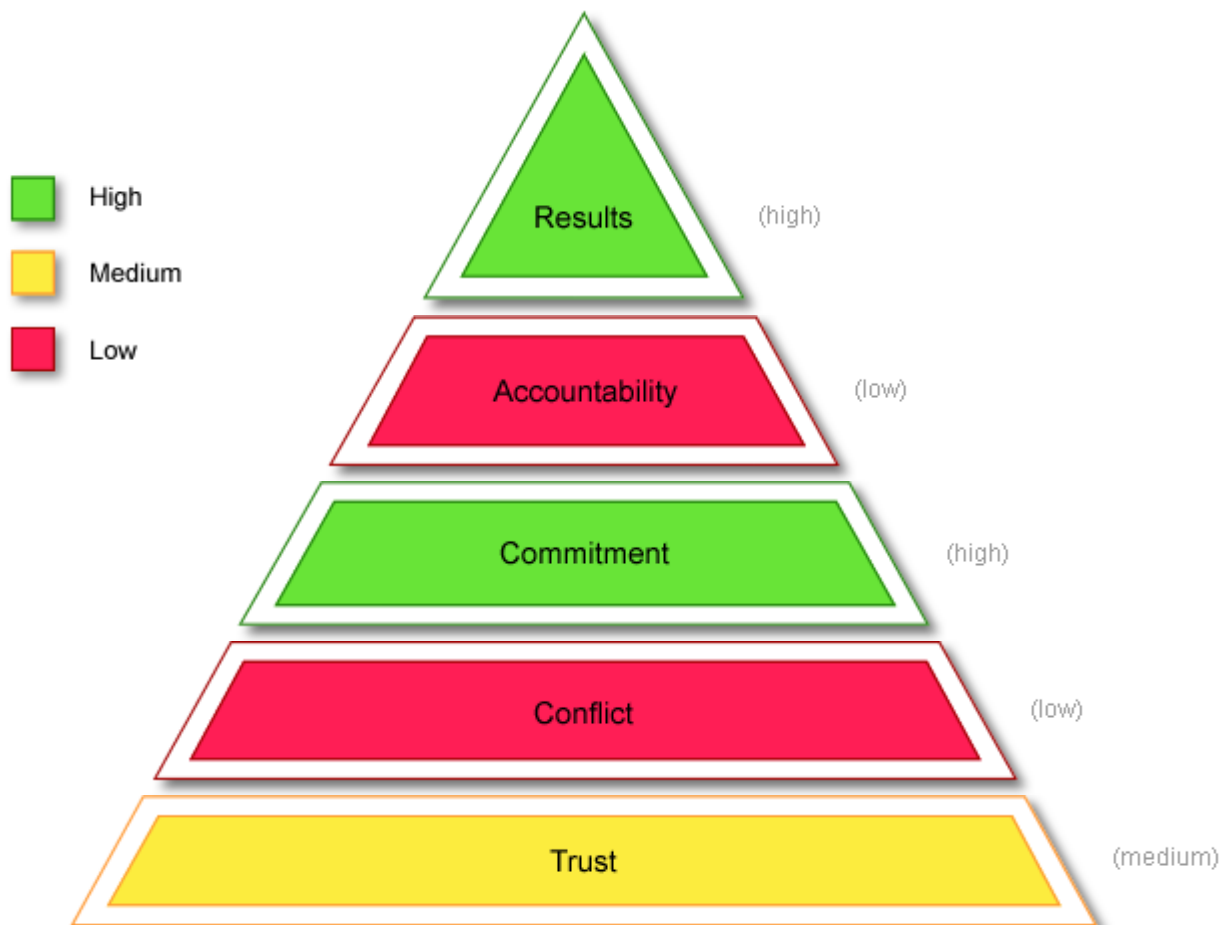 High
Medium
Low
Results
(high)
Accountability
(low)
Commitment
(high)
Conflict
(low)
Trust
(medium)